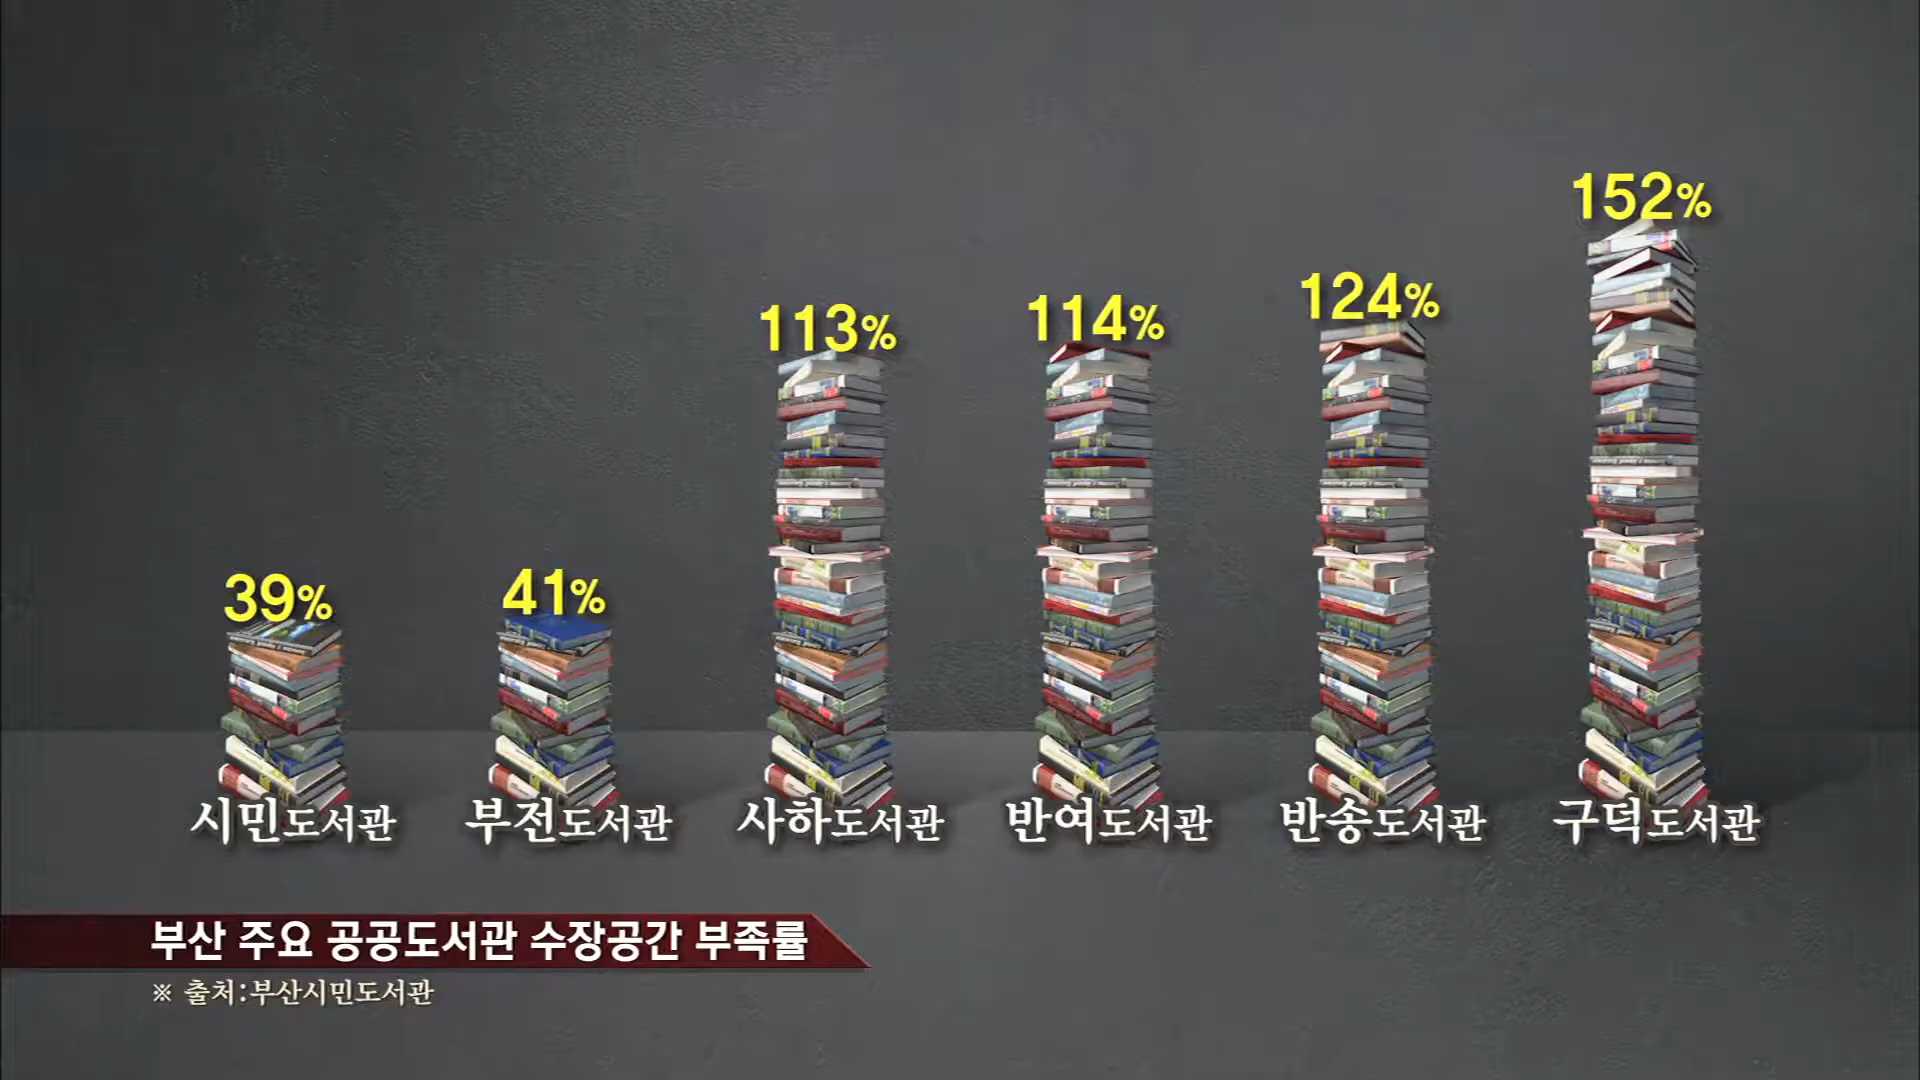 39%
41%
113%
114%
124%
152%
시민도서관
부전도서관
사하도서관
반여도서관
반송도서관
구덕도서관
부산 주요 공공도서관 수장공간 부족률
※ 출처:부산시민도서관